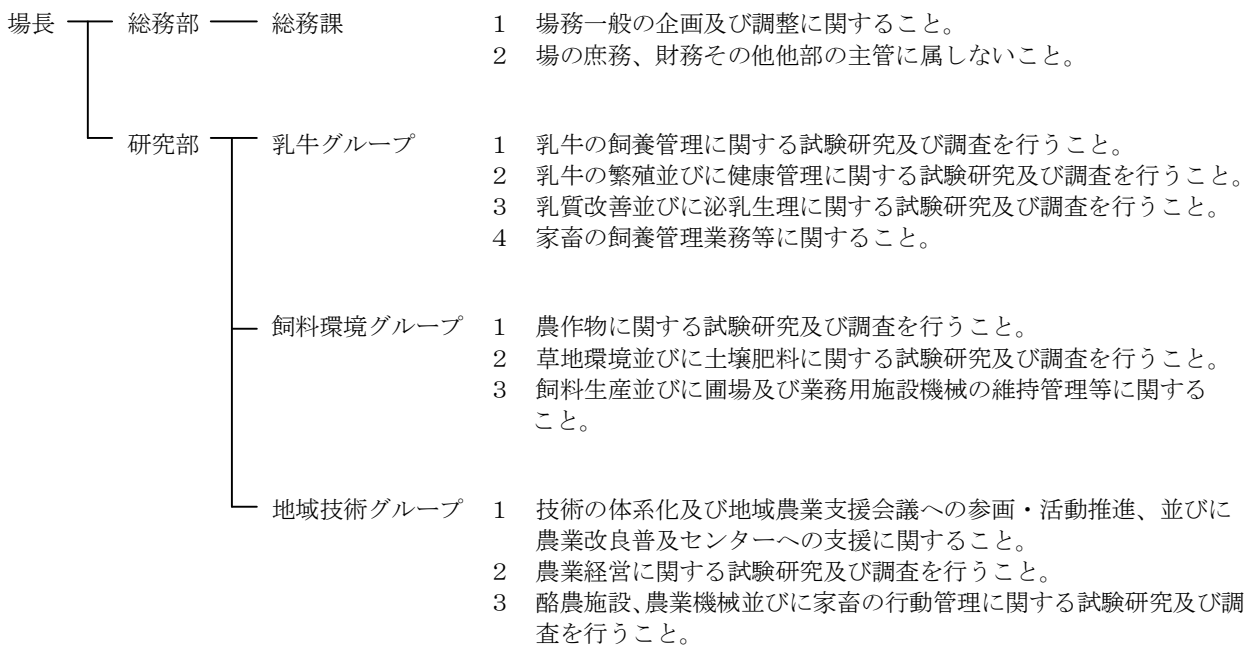 場長 総務部 総務課 1 場務一般の企画及び調整に関すること。
2 場の庶務、財務その他他部の主管に属しないこと。
研究部 乳牛グループ 1 乳牛の飼養管理に関する試験研究及び調査を行うこと。
2 乳牛の繁殖並びに健康管理に関する試験研究及び調査を行うこと。
3 乳質改善並びに泌乳生理に関する試験研究及び調査を行うこと。
4 家畜の飼養管理業務等に関すること。
飼料環境グループ 1 農作物に関する試験研究及び調査を行うこと。
2 草地環境並びに土壌肥料に関する試験研究及び調査を行うこと。
3 飼料生産並びに圃場及び業務用施設機械の維持管理等に関する
こと。
地域技術グループ 1 技術の体系化及び地域農業支援会議への参画・活動推進、並びに
農業改良普及センターへの支援に関すること。
2 農業経営に関する試験研究及び調査を行うこと。
3 酪農施設、農業機械並びに家畜の行動管理に関する試験研究及び調
査を行うこと。